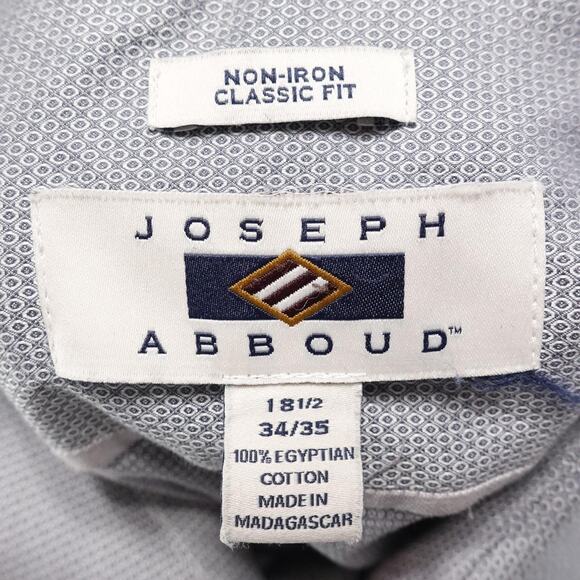 NON-IRON
CLASSIC FIT
JOSEPH
ABBOUD™
18 1/2
34/35
100% EGYPTIAN
COTTON
MADE IN
MADAGASCAR